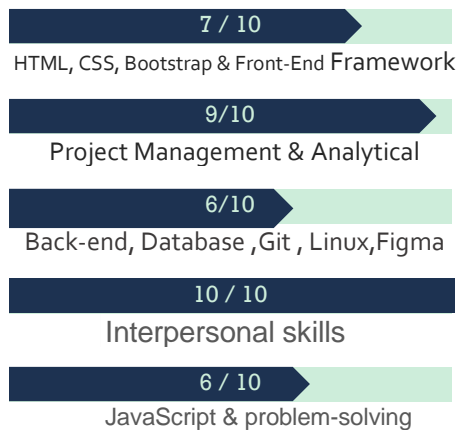 7 / 10
HTML, CSS, Bootstrap & Front-End Framework
9/10
Project Management & Analytical
6/10
Back-end, Database ,Git , Linux,Figma
10 / 10
Interpersonal skills
6 / 10
JavaScript & problem-solving